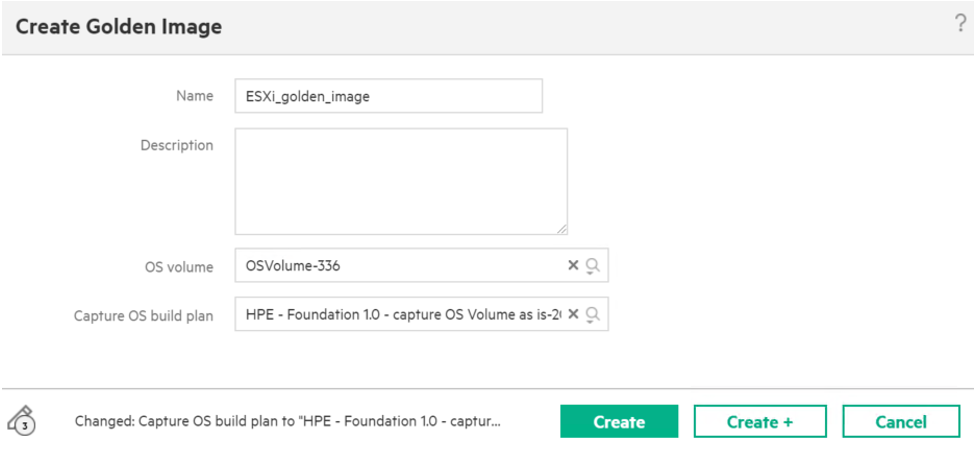 Create Golden Image ?
Name ESXi_golden_image
Description
OS volume OSVolume-336 ×
Capture OS build plan HPE - Foundation 1.0 - capture OS Volume as is-2 ×
3 Changed: Capture OS build plan to "HPE - Foundation 1.0 - captur... Create Create + Cancel